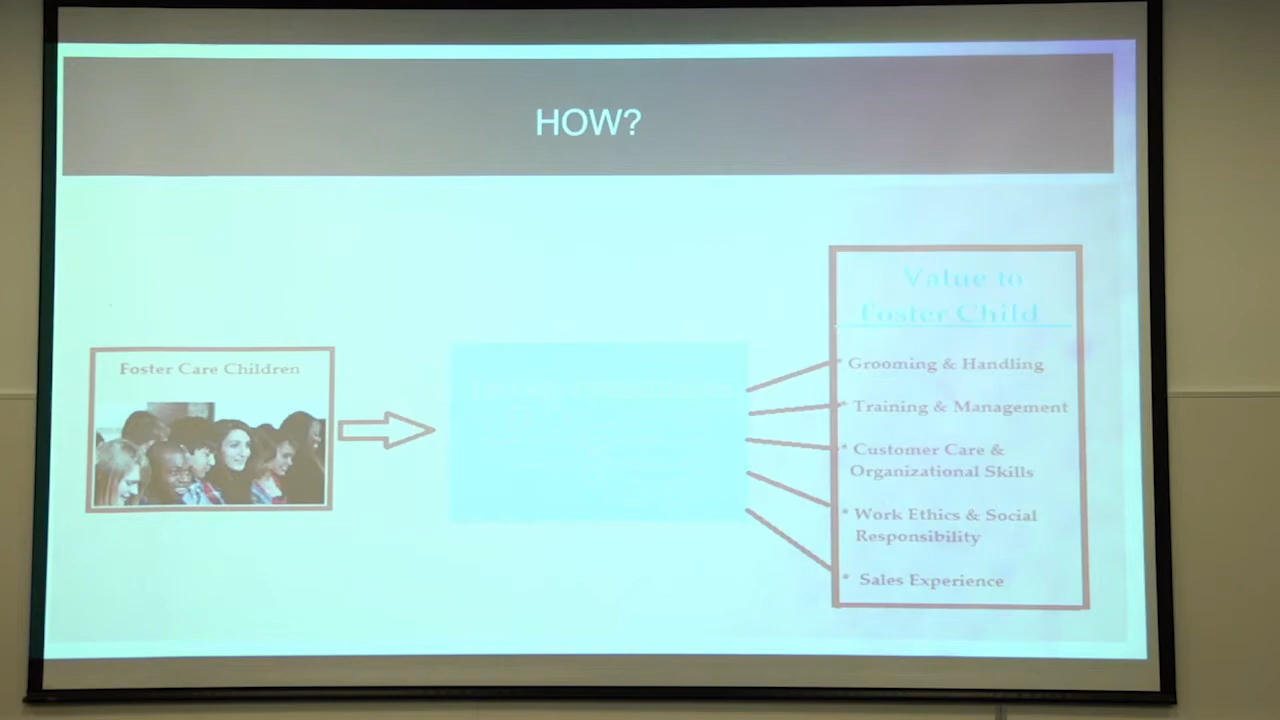 HOW?
Foster Care Children
Value to
Foster Child
* Grooming & Handling
* Training & Management
* Customer Care &
Organizational Skills
* Work Ethics & Social
Responsibility
* Sales Experience